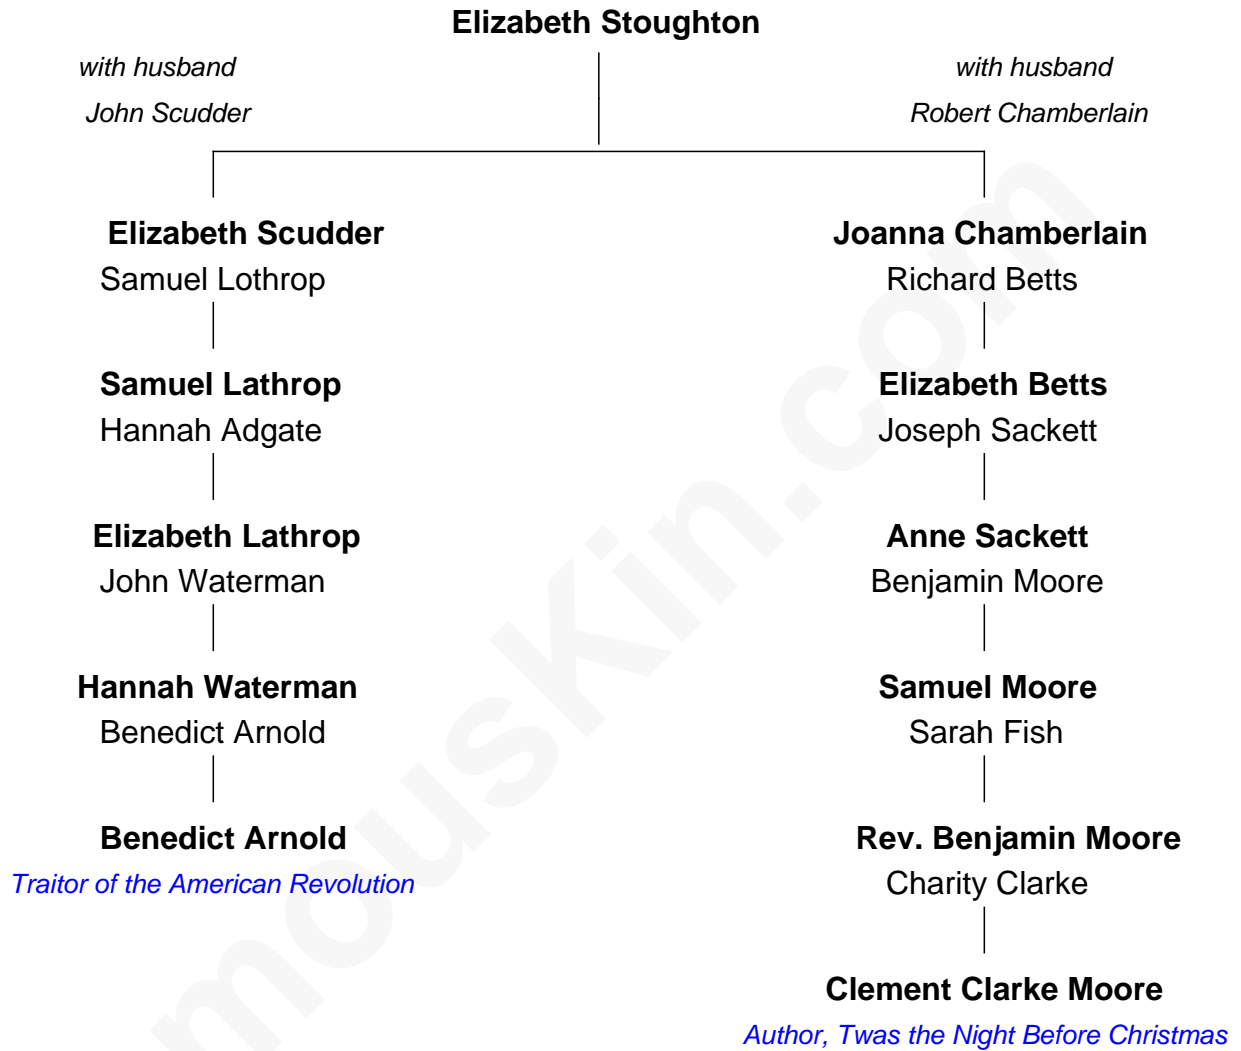 Elizabeth Stoughton
with husband
John Scudder
with husband
Robert Chamberlain
Elizabeth Scudder
Samuel Lothrop
Joanna Chamberlain
Richard Betts
Samuel Lathrop
Hannah Adgate
Elizabeth Betts
Joseph Sackett
Elizabeth Lathrop
John Waterman
Anne Sackett
Benjamin Moore
Hannah Waterman
Benedict Arnold
Samuel Moore
Sarah Fish
Benedict Arnold
Traitor of the American Revolution
Rev. Benjamin Moore
Charity Clarke
Clement Clarke Moore
Author, Twas the Night Before Christmas
mouskin.com